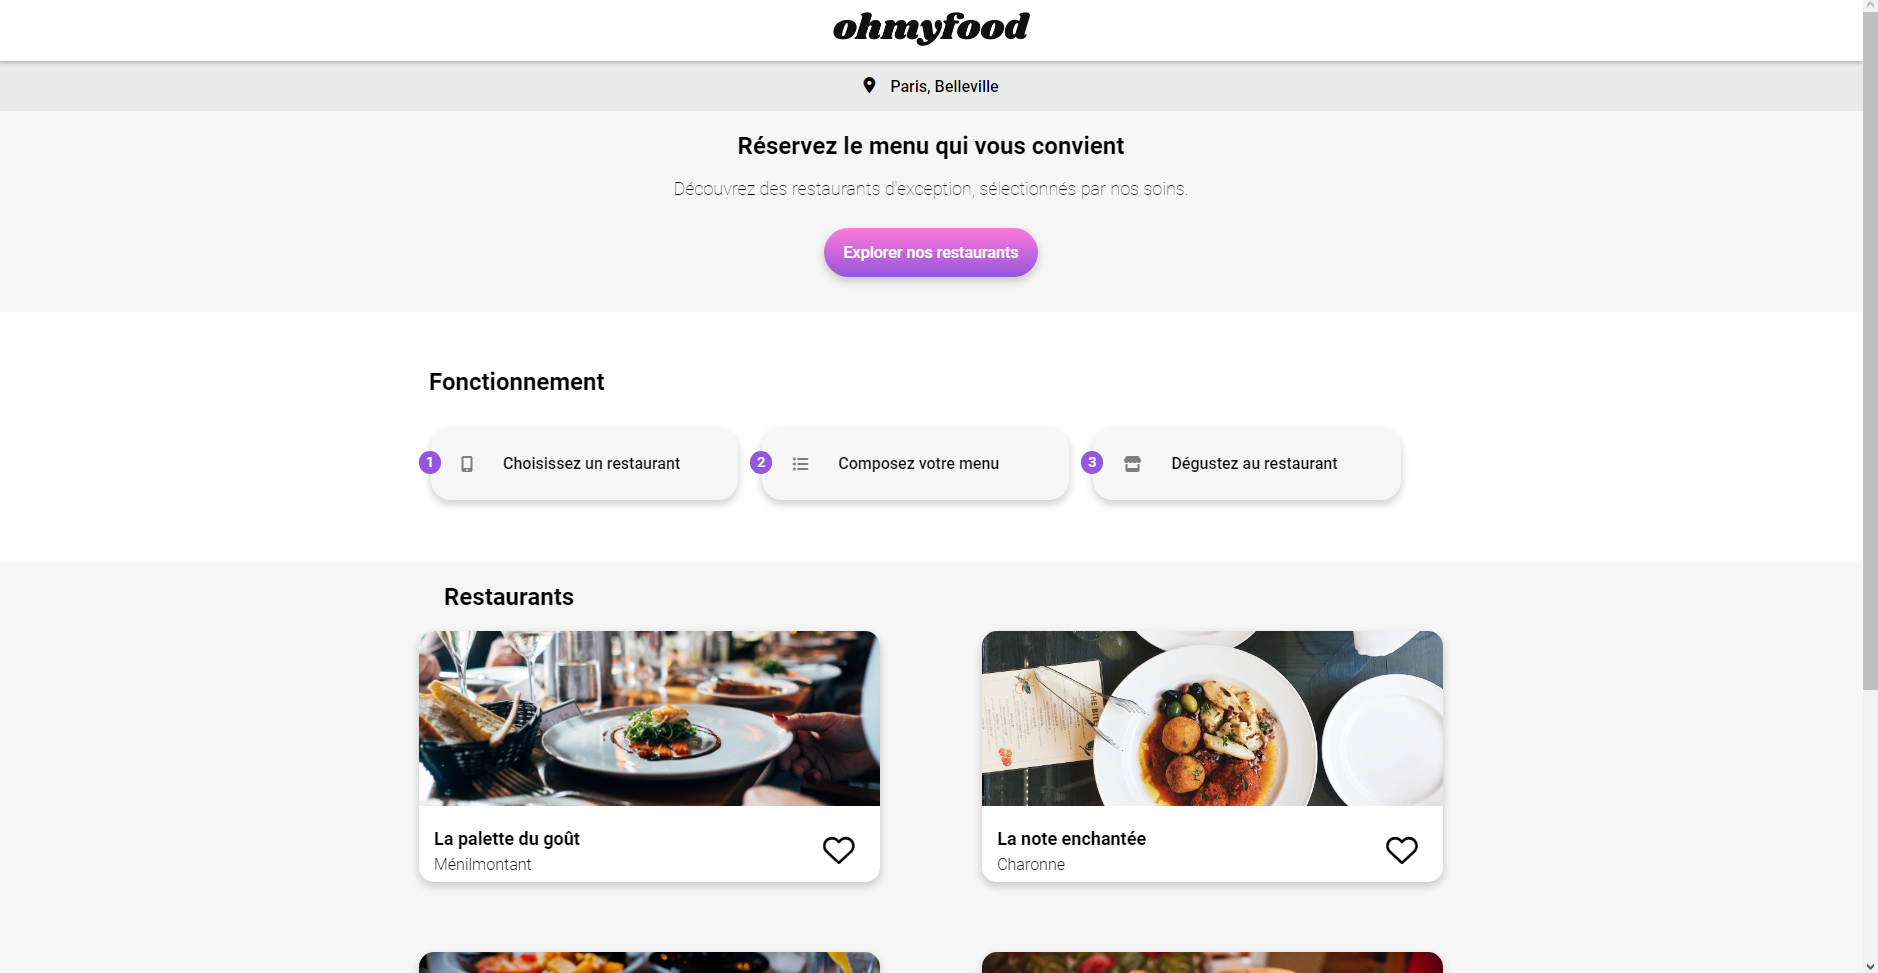 ohmyfood
Paris, Belleville
Réservez le menu qui vous convient
Découvrez des restaurants d'exception, sélectionnés par nos soins.
Explorer nos restaurants
Fonctionnement
1 Choisissez un restaurant
2 Composez votre menu
3 Dégustez au restaurant
Restaurants
La palette du goût
Ménilmontant
La note enchantée
Charonne